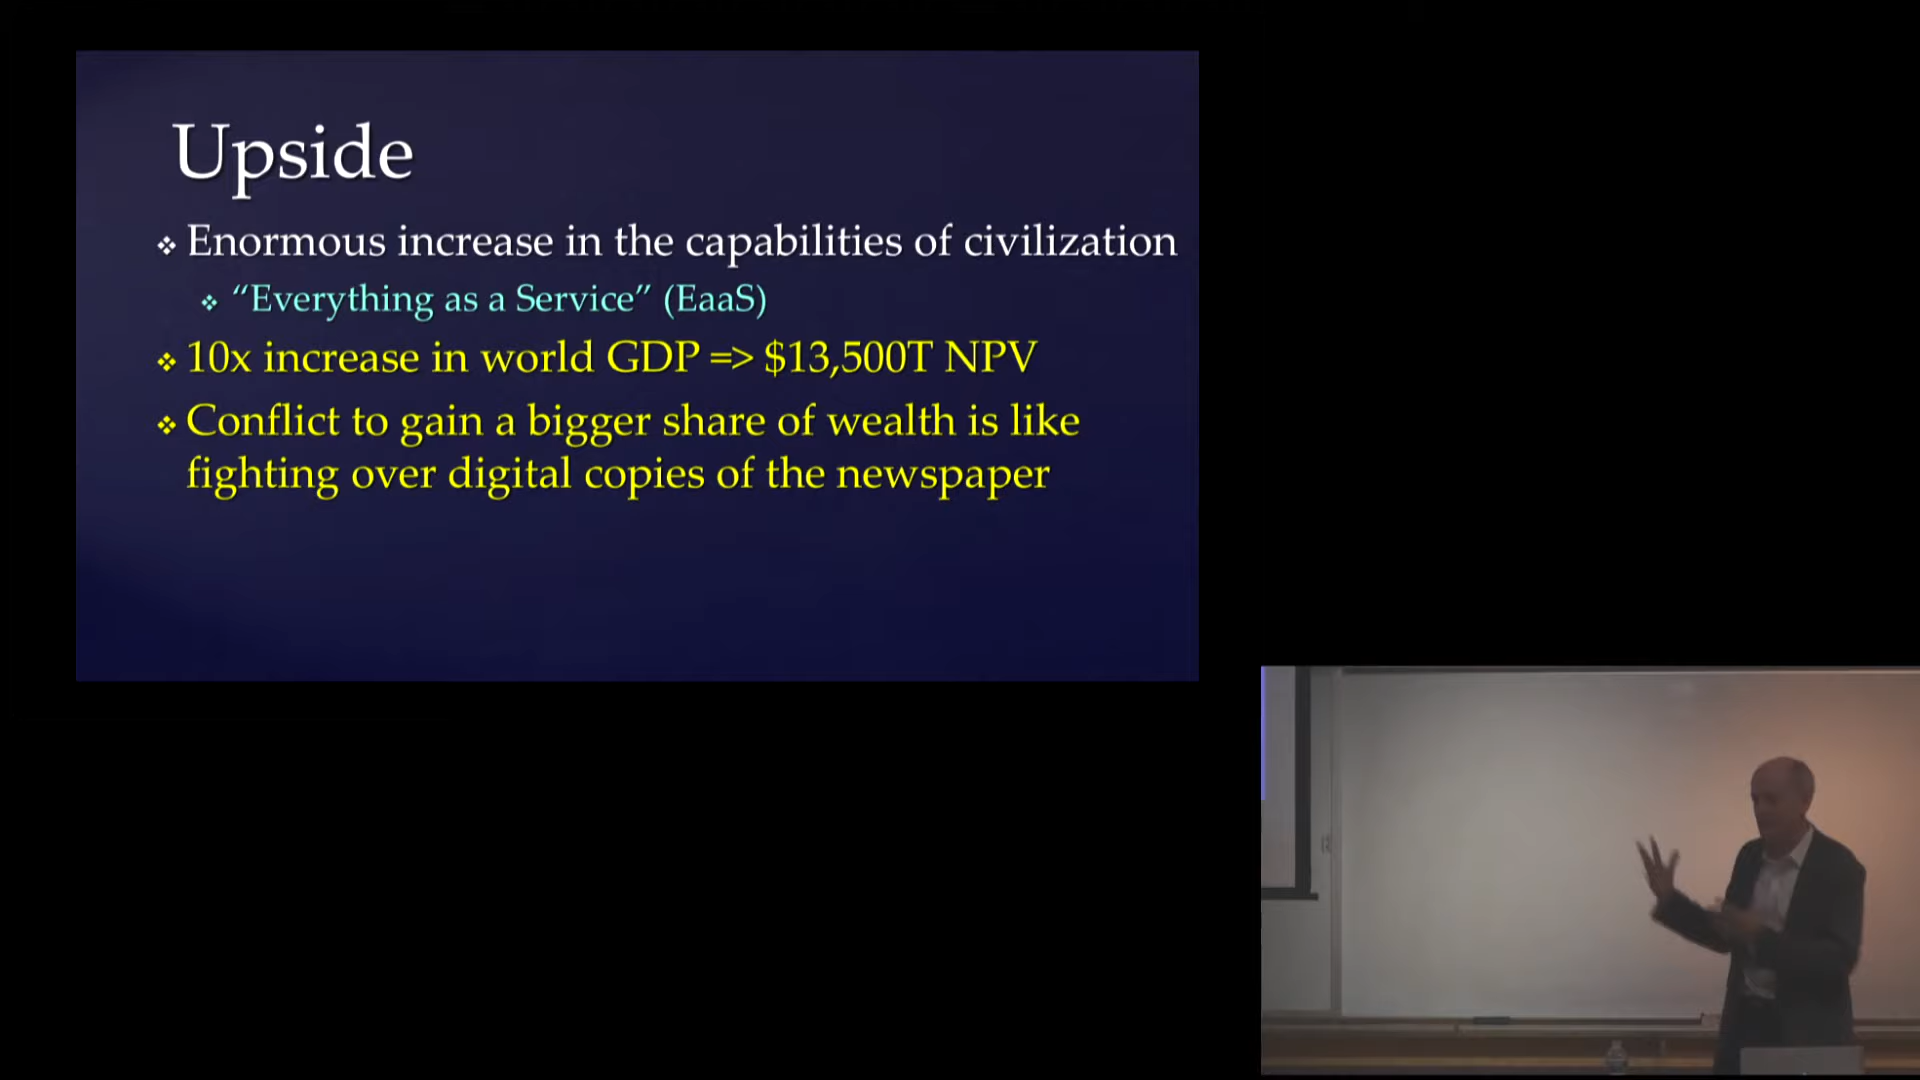 Upside
❖ Enormous increase in the capabilities of civilization
❖ “Everything as a Service” (EaaS)
❖ 10x increase in world GDP => $13,500T NPV
❖ Conflict to gain a bigger share of wealth is like
fighting over digital copies of the newspaper